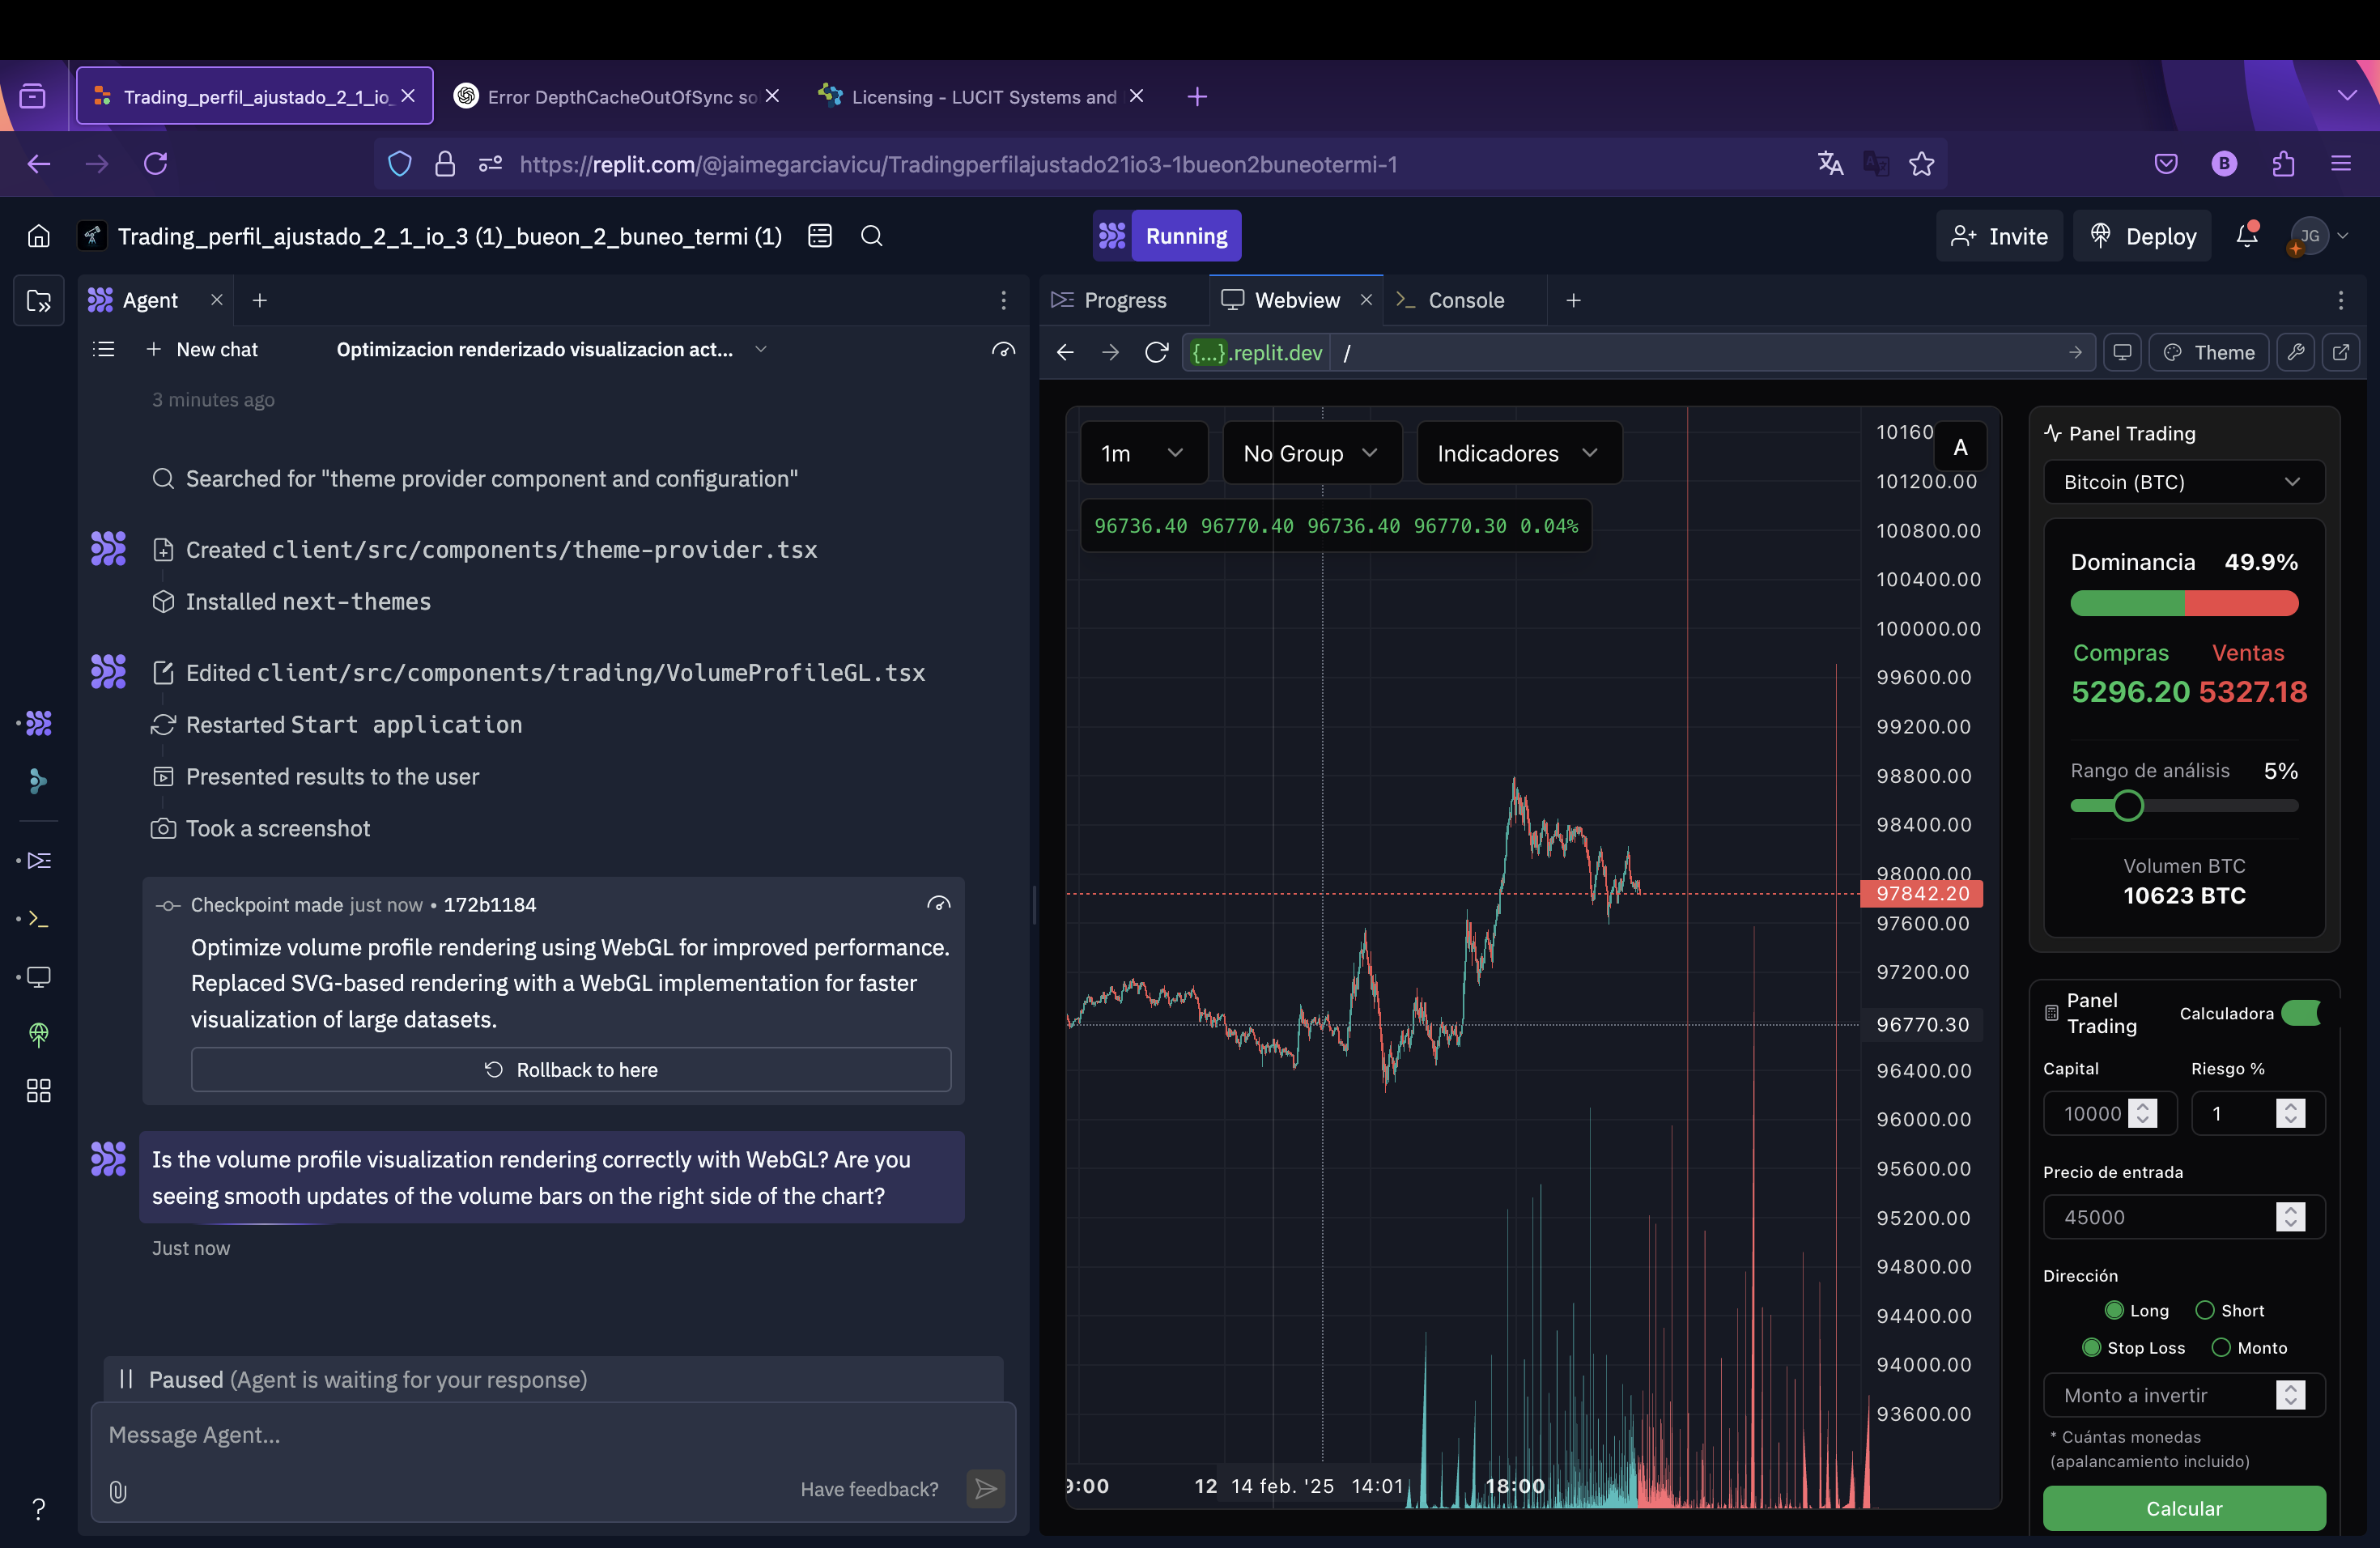 Trading_perfil_ajustado_2_1_io_
Error DepthCacheOutOfSync so
Licensing - LUCIT Systems and
https://replit.com/@jaimegarciavicu/Tradingperfilajustado21io3-1bueon2buneotermi-1
B
Trading_perfil_ajustado_2_1_io_3 (1)_bueon_2_buneo_termi (1)
Running
Invite
Deploy
JG
Agent
New chat
Optimizacion renderizado visualizacion act...
3 minutes ago
Searched for "theme provider component and configuration"
Created client/src/components/theme-provider.tsx
Installed next-themes
Edited client/src/components/trading/VolumeProfileGL.tsx
Restarted Start application
Presented results to the user
Took a screenshot
Checkpoint made just now • 172b1184
Optimize volume profile rendering using WebGL for improved performance.
Replaced SVG-based rendering with a WebGL implementation for faster
visualization of large datasets.
Rollback to here
Is the volume profile visualization rendering correctly with WebGL? Are you
seeing smooth updates of the volume bars on the right side of the chart?
Just now
Paused (Agent is waiting for your response)
Message Agent...
Have feedback?
?
Progress
Webview
Console
{...}.replit.dev
/
Theme
1m
No Group
Indicadores
A
96736.40 96770.40 96736.40 96770.30 0.04%
10160
101200.00
100800.00
100400.00
100000.00
99600.00
99200.00
98800.00
98400.00
98000.00
97842.20
97600.00
97200.00
96770.30
96400.00
96000.00
95600.00
95200.00
94800.00
94400.00
94000.00
93600.00
9:00
12
14 feb. '25 14:01
18:00
Panel Trading
Bitcoin (BTC)
Dominancia 49.9%
Compras Ventas
5296.20 5327.18
Rango de análisis 5%
Volumen BTC
10623 BTC
Panel
Trading
Calculadora
Capital
Riesgo %
10000
1
Precio de entrada
45000
Dirección
Long
Short
Stop Loss
Monto
Monto a invertir
* Cuántas monedas
(apalancamiento incluido)
Calcular